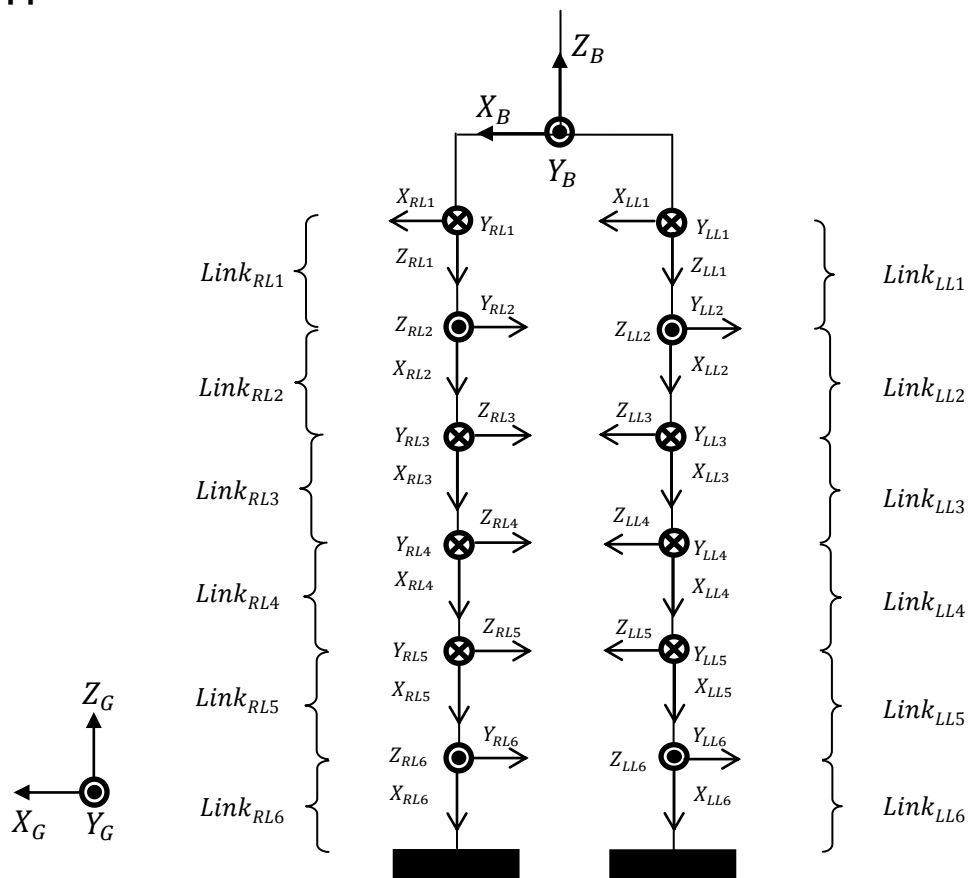 Z_B
X_B
Y_B
X_RL1 X_LL1
Y_RL1 Y_LL1
Z_RL1 Z_LL1
Link_RL1 Link_LL1
Y_RL2 Y_LL2
Z_RL2 Z_LL2
X_RL2 X_LL2
Link_RL2 Link_LL2
Z_RL3 Z_LL3
Y_RL3 Y_LL3
X_RL3 X_LL3
Link_RL3 Link_LL3
Z_RL4 Z_LL4
Y_RL4 Y_LL4
X_RL4 X_LL4
Link_RL4 Link_LL4
Z_RL5 Z_LL5
Y_RL5 Y_LL5
X_RL5 X_LL5
Link_RL5 Link_LL5
Z_G
Y_RL6 Y_LL6
Z_RL6 Z_LL6
X_RL6 X_LL6
Link_RL6 Link_LL6
X_G Y_G